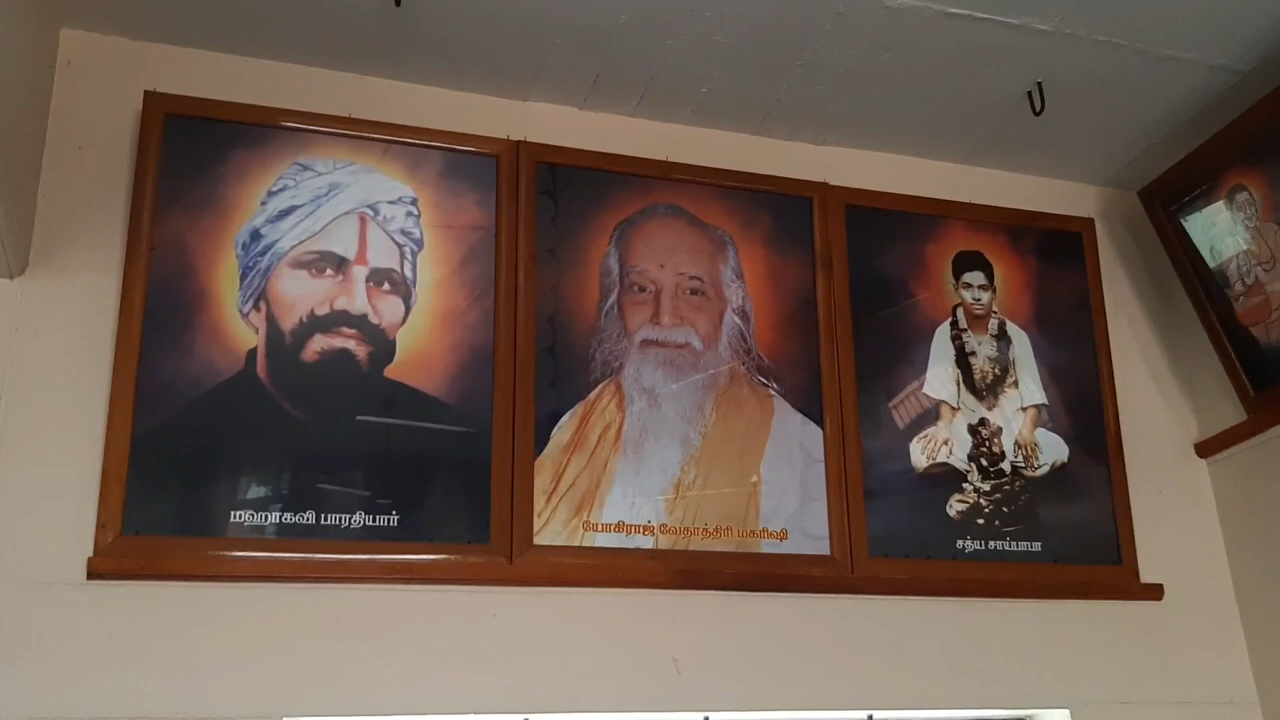 மஹாகவி பாரதியார்
யோகிராஜ் வேதாத்திரி மகரிஷி
சத்ய சாய்பாபா